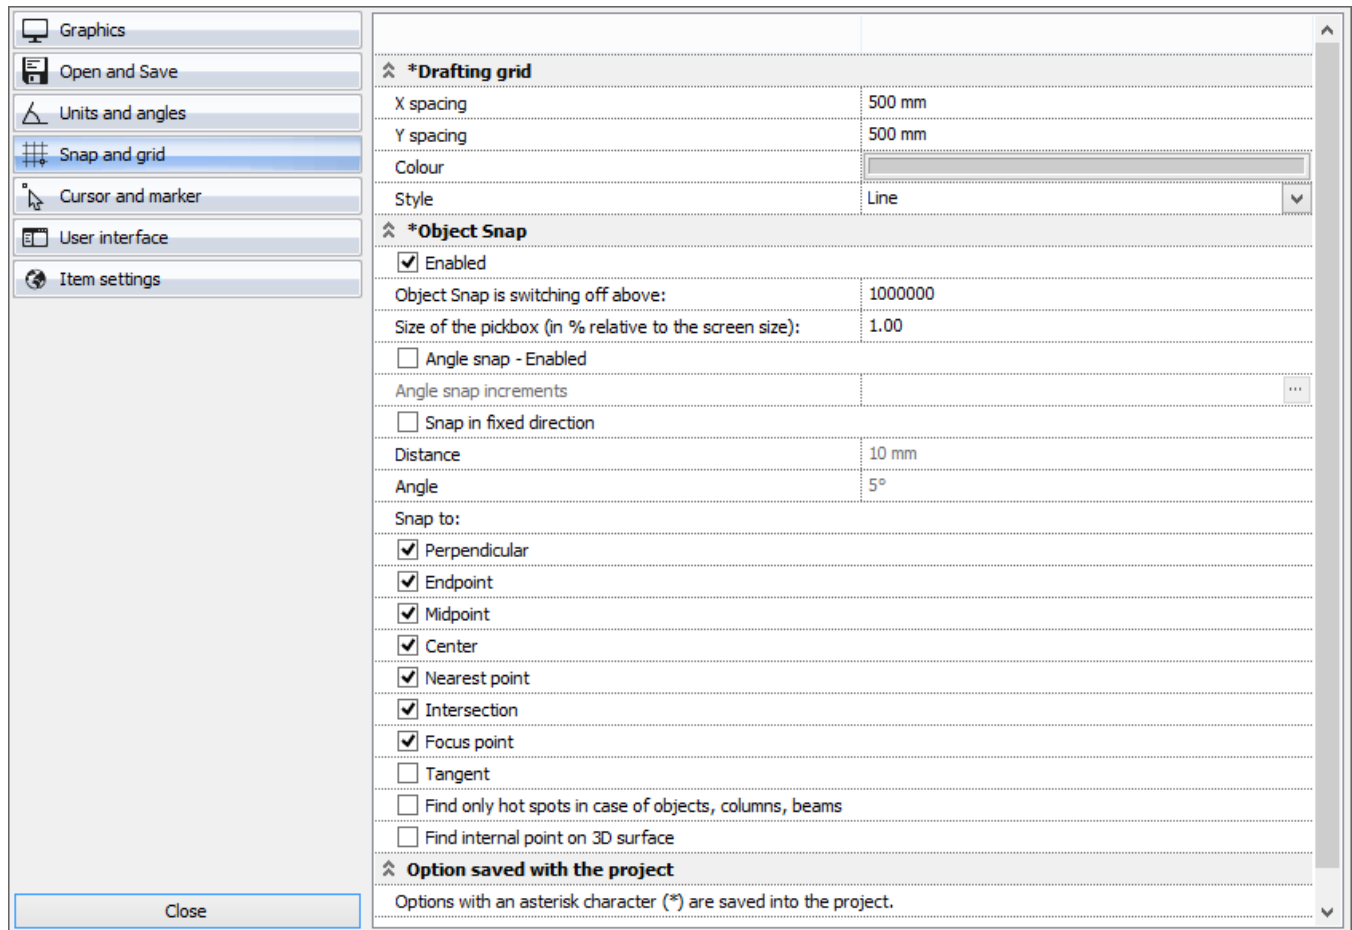 Graphics
Open and Save
Units and angles
Snap and grid
Cursor and marker
User interface
Item settings
Close
*Drafting grid
X spacing 500 mm
Y spacing 500 mm
Colour
Style Line
*Object Snap
Enabled
Object Snap is switching off above: 1000000
Size of the pickbox (in % relative to the screen size): 1.00
Angle snap - Enabled
Angle snap increments ...
Snap in fixed direction
Distance 10 mm
Angle 5°
Snap to:
Perpendicular
Endpoint
Midpoint
Center
Nearest point
Intersection
Focus point
Tangent
Find only hot spots in case of objects, columns, beams
Find internal point on 3D surface
Option saved with the project
Options with an asterisk character (*) are saved into the project.